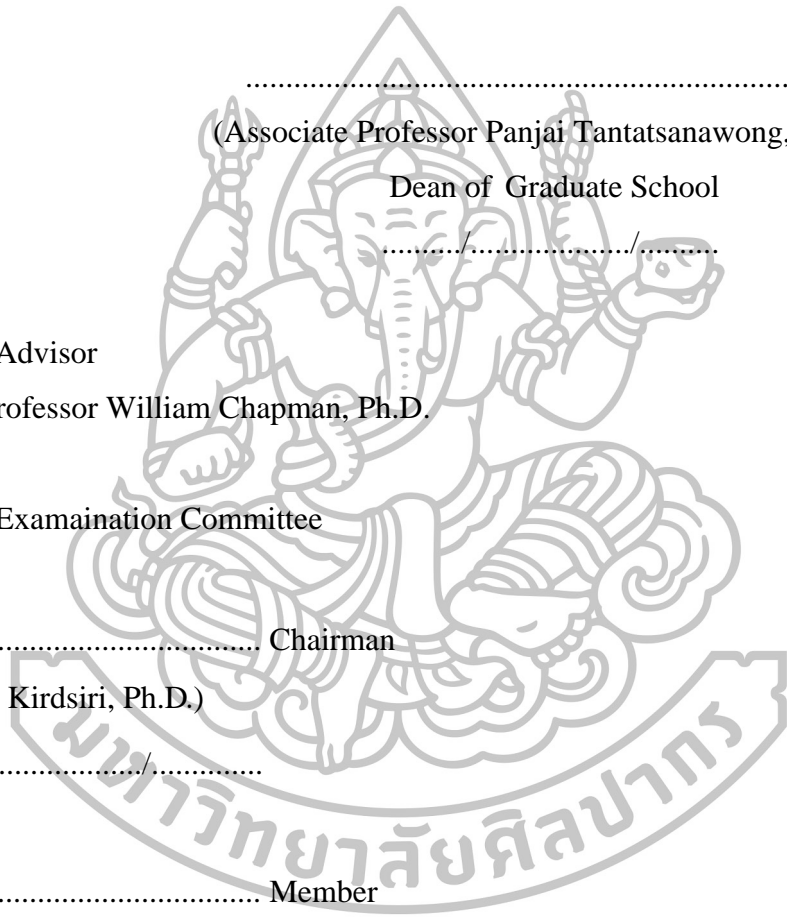 ......................................................................
(Associate Professor Panjai Tantatsanawong,
Dean of Graduate School
........../..................../..........
Advisor
rofessor William Chapman, Ph.D.
Examaination Committee
................................. Chairman
Kirdsiri, Ph.D.)
................../..............
................................. Member
มหาวิทยาลัยศิลปากร